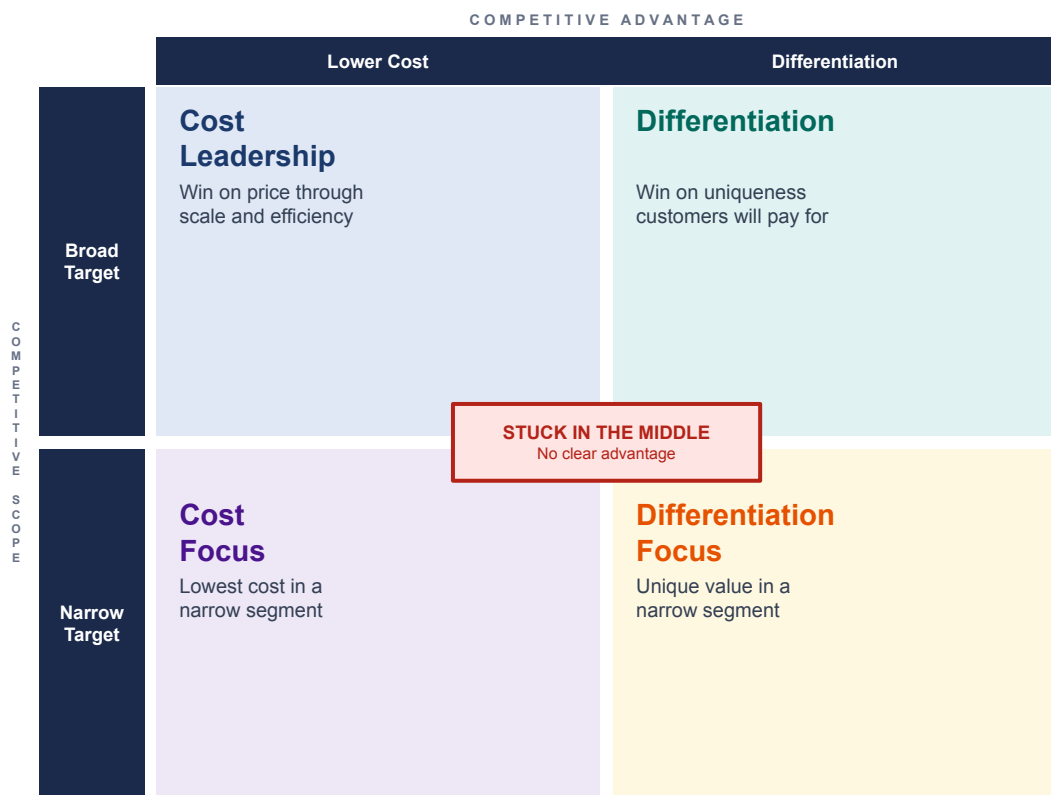 COMPETITIVE ADVANTAGE
Lower Cost
Differentiation
COMPETITIVE SCOPE
Broad
Target
Cost
Leadership
Win on price through
scale and efficiency
Differentiation
Win on uniqueness
customers will pay for
STUCK IN THE MIDDLE
No clear advantage
Narrow
Target
Cost
Focus
Lowest cost in a
narrow segment
Differentiation
Focus
Unique value in a
narrow segment